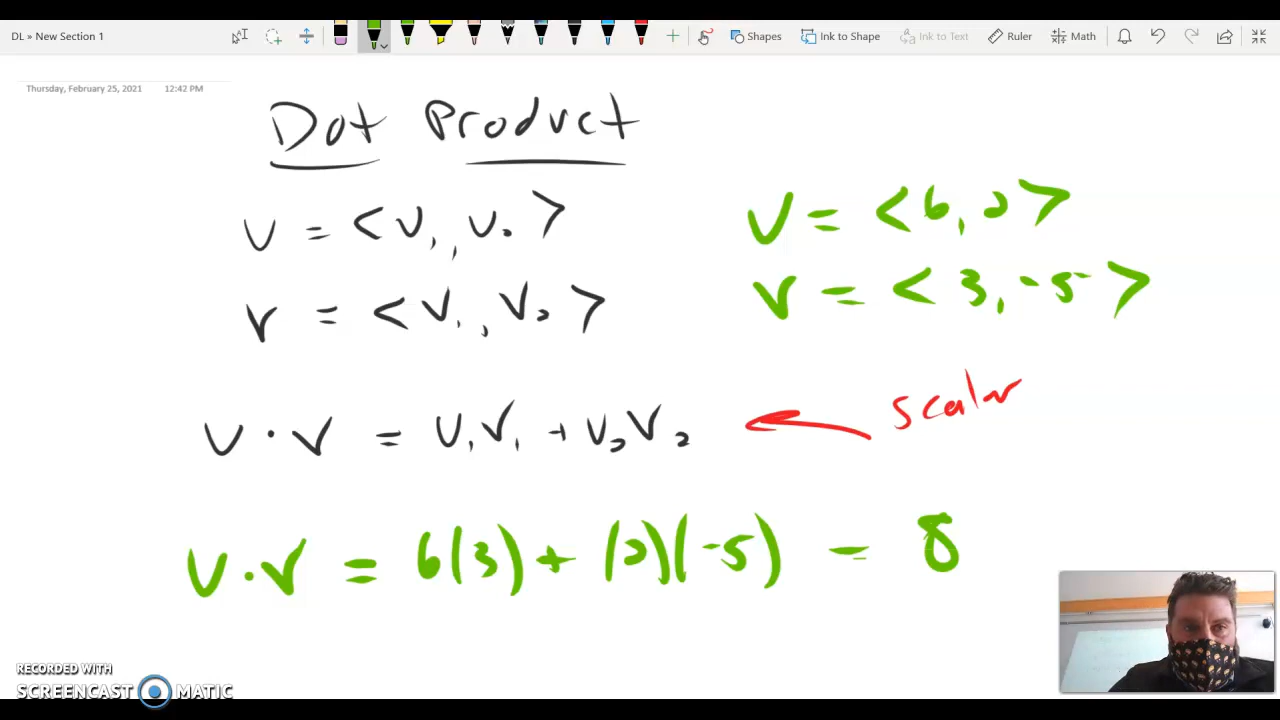 DL » New Section 1
Shapes Ink to Shape Ink to Text Ruler Math
Thursday, February 25, 2021 12:42 PM
Dot Product
u = <u₁, u₂>
v = <v₁, v₂>
u = <6, 2>
v = <3, -5>
u · v = u₁v₁ + u₂v₂
scalar
u · v = 6(3) + (2)(-5) = 8
RECORDED WITH
SCREENCAST MATIC